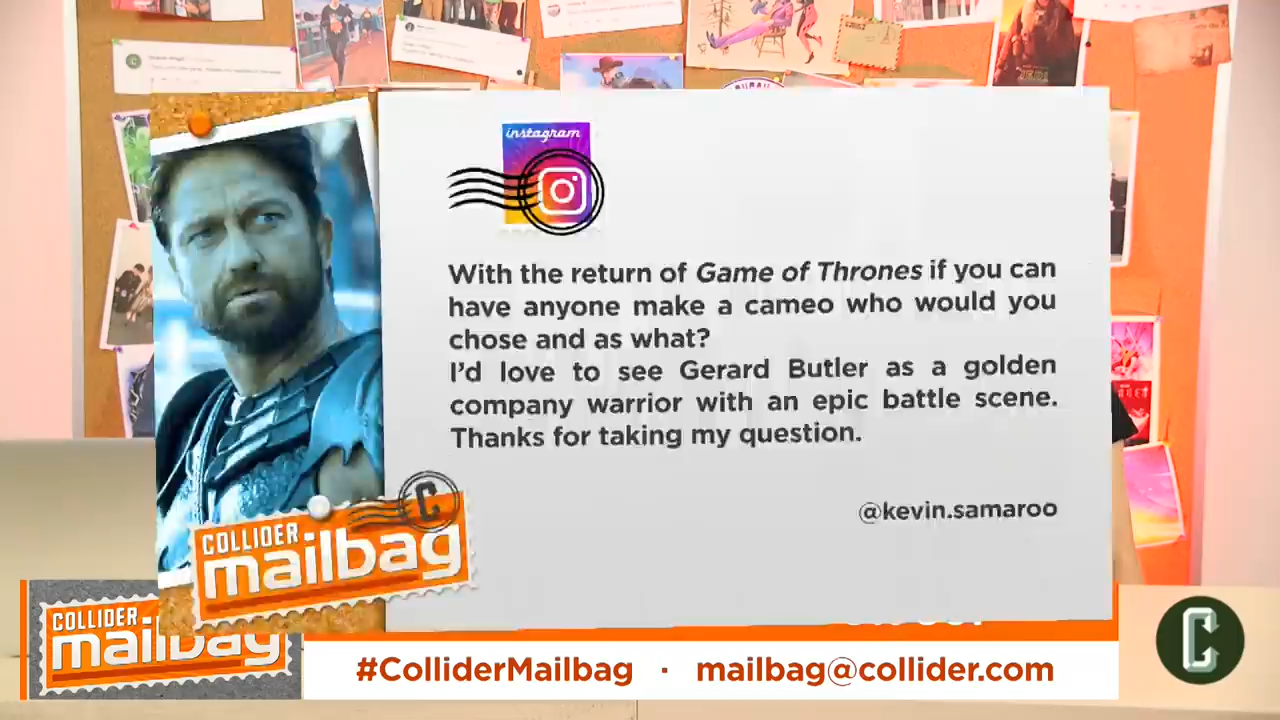 instagram
With the return of Game of Thrones if you can
have anyone make a cameo who would you
chose and as what?
I'd love to see Gerard Butler as a golden
company warrior with an epic battle scene.
Thanks for taking my question.
@kevin.samaroo
C
COLLIDER
mailbag
COLLIDER
mailbag
#ColliderMailbag · mailbag@collider.com
C